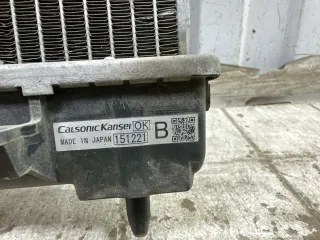 CalsonicKansei OK B
MADE IN JAPAN 151221